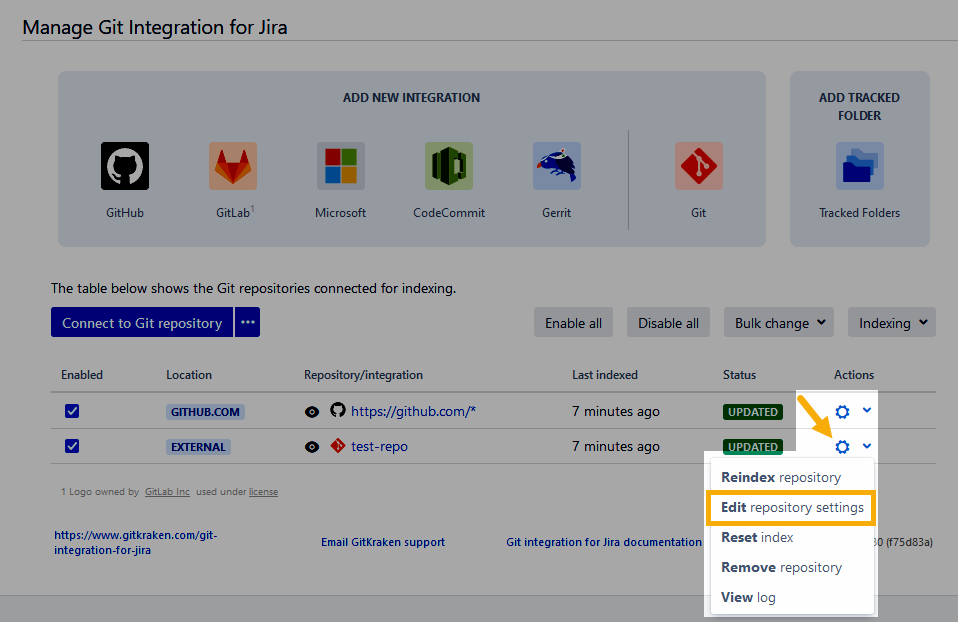 Manage Git Integration for Jira
ADD NEW INTEGRATION
GitHub
GitLab1
Microsoft
CodeCommit
Gerrit
Git
ADD TRACKED
FOLDER
Tracked Folders
The table below shows the Git repositories connected for indexing.
Connect to Git repository ···
Enable all
Disable all
Bulk change
Indexing
Enabled Location Repository/integration Last indexed Status Actions
GITHUB.COM https://github.com/* 7 minutes ago UPDATED
EXTERNAL test-repo 7 minutes ago UPDATED
Reindex repository
Edit repository settings
Reset index
Remove repository
View log
1 Logo owned by GitLab Inc used under license
https://www.gitkraken.com/git-
integration-for-jira
Email GitKraken support
Git integration for Jira documentation
(f75d83a)